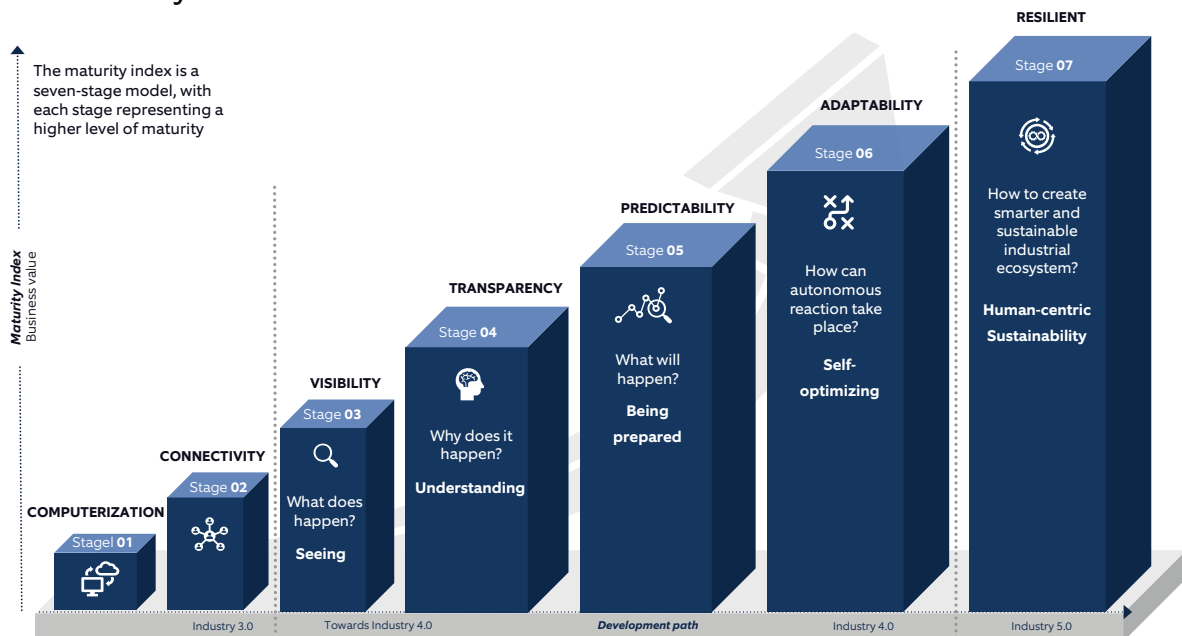 The maturity index is a
seven-stage model, with
each stage representing a
higher level of maturity
Maturity Index
Business value
COMPUTERIZATION
Stagel 01
CONNECTIVITY
Stage 02
VISIBILITY
Stage 03
What does
happen?
Seeing
TRANSPARENCY
Stage 04
Why does it
happen?
Understanding
PREDICTABILITY
Stage 05
What will
happen?
Being
prepared
ADAPTABILITY
Stage 06
How can
autonomous
reaction take
place?
Self-
optimizing
RESILIENT
Stage 07
How to create
smarter and
sustainable
industrial
ecosystem?
Human-centric
Sustainability
Industry 3.0
Towards Industry 4.0
Development path
Industry 4.0
Industry 5.0